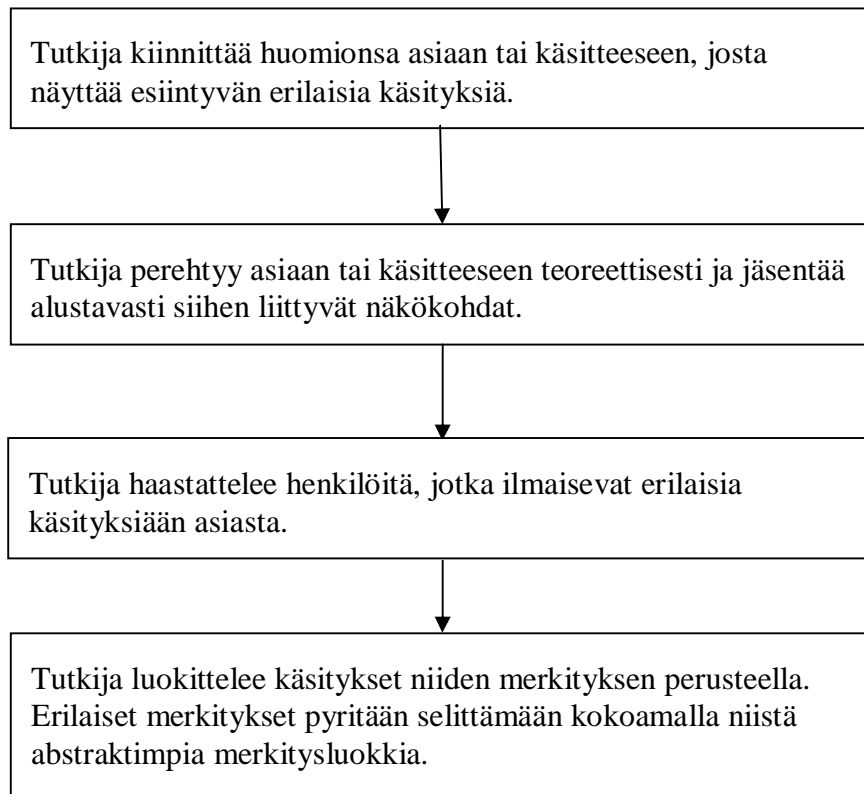 Tutkija kiinnittää huomionsa asiaan tai käsitteeseen, josta
näyttää esiintyvän erilaisia käsityksiä.
Tutkija perehtyy asiaan tai käsitteeseen teoreettisesti ja jäsentää
alustavasti siihen liittyvät näkökohdat.
Tutkija haastattelee henkilöitä, jotka ilmaisevat erilaisia
käsityksiään asiasta.
Tutkija luokittelee käsitykset niiden merkityksen perusteella.
Erilaiset merkitykset pyritään selittämään kokoamalla niistä
abstraktimpia merkitysluokkia.